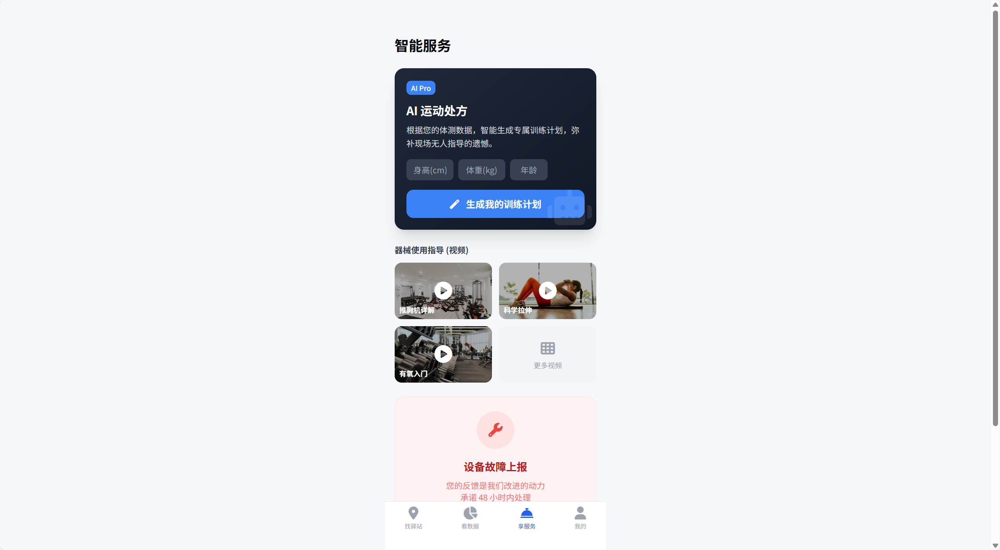 智能服务
AI Pro
AI 运动处方
根据您的体测数据，智能生成专属训练计划，弥
补现场无人指导的遗憾。
身高(cm)
体重(kg)
年龄
生成我的训练计划
器械使用指导 (视频)
推胸机详解
科学拉伸
有氧入门
更多视频
设备故障上报
您的反馈是我们改进的动力
承诺 48 小时内处理
找驿站
看数据
享服务
我的